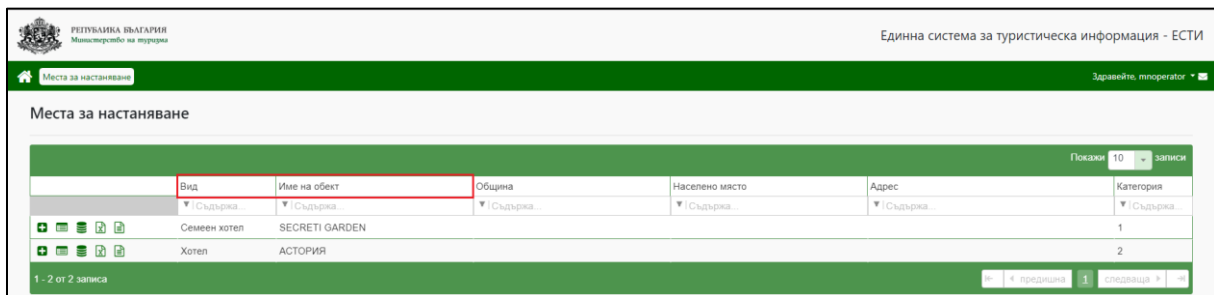 РЕПУБЛИКА БЪЛГАРИЯ
Министерство на туризма
Единна система за туристическа информация - ЕСТИ
Места за настаняване
Здравейте, mnoperator
Места за настаняване
Покажи 10 записи
Вид Име на обект Община Населено място Адрес Категория
Съдържа... Съдържа... Съдържа... Съдържа... Съдържа... Съдържа...
Семеен хотел SECRETI GARDEN 1
Хотел АСТОРИЯ 2
1 - 2 от 2 записа предишна 1 следваща